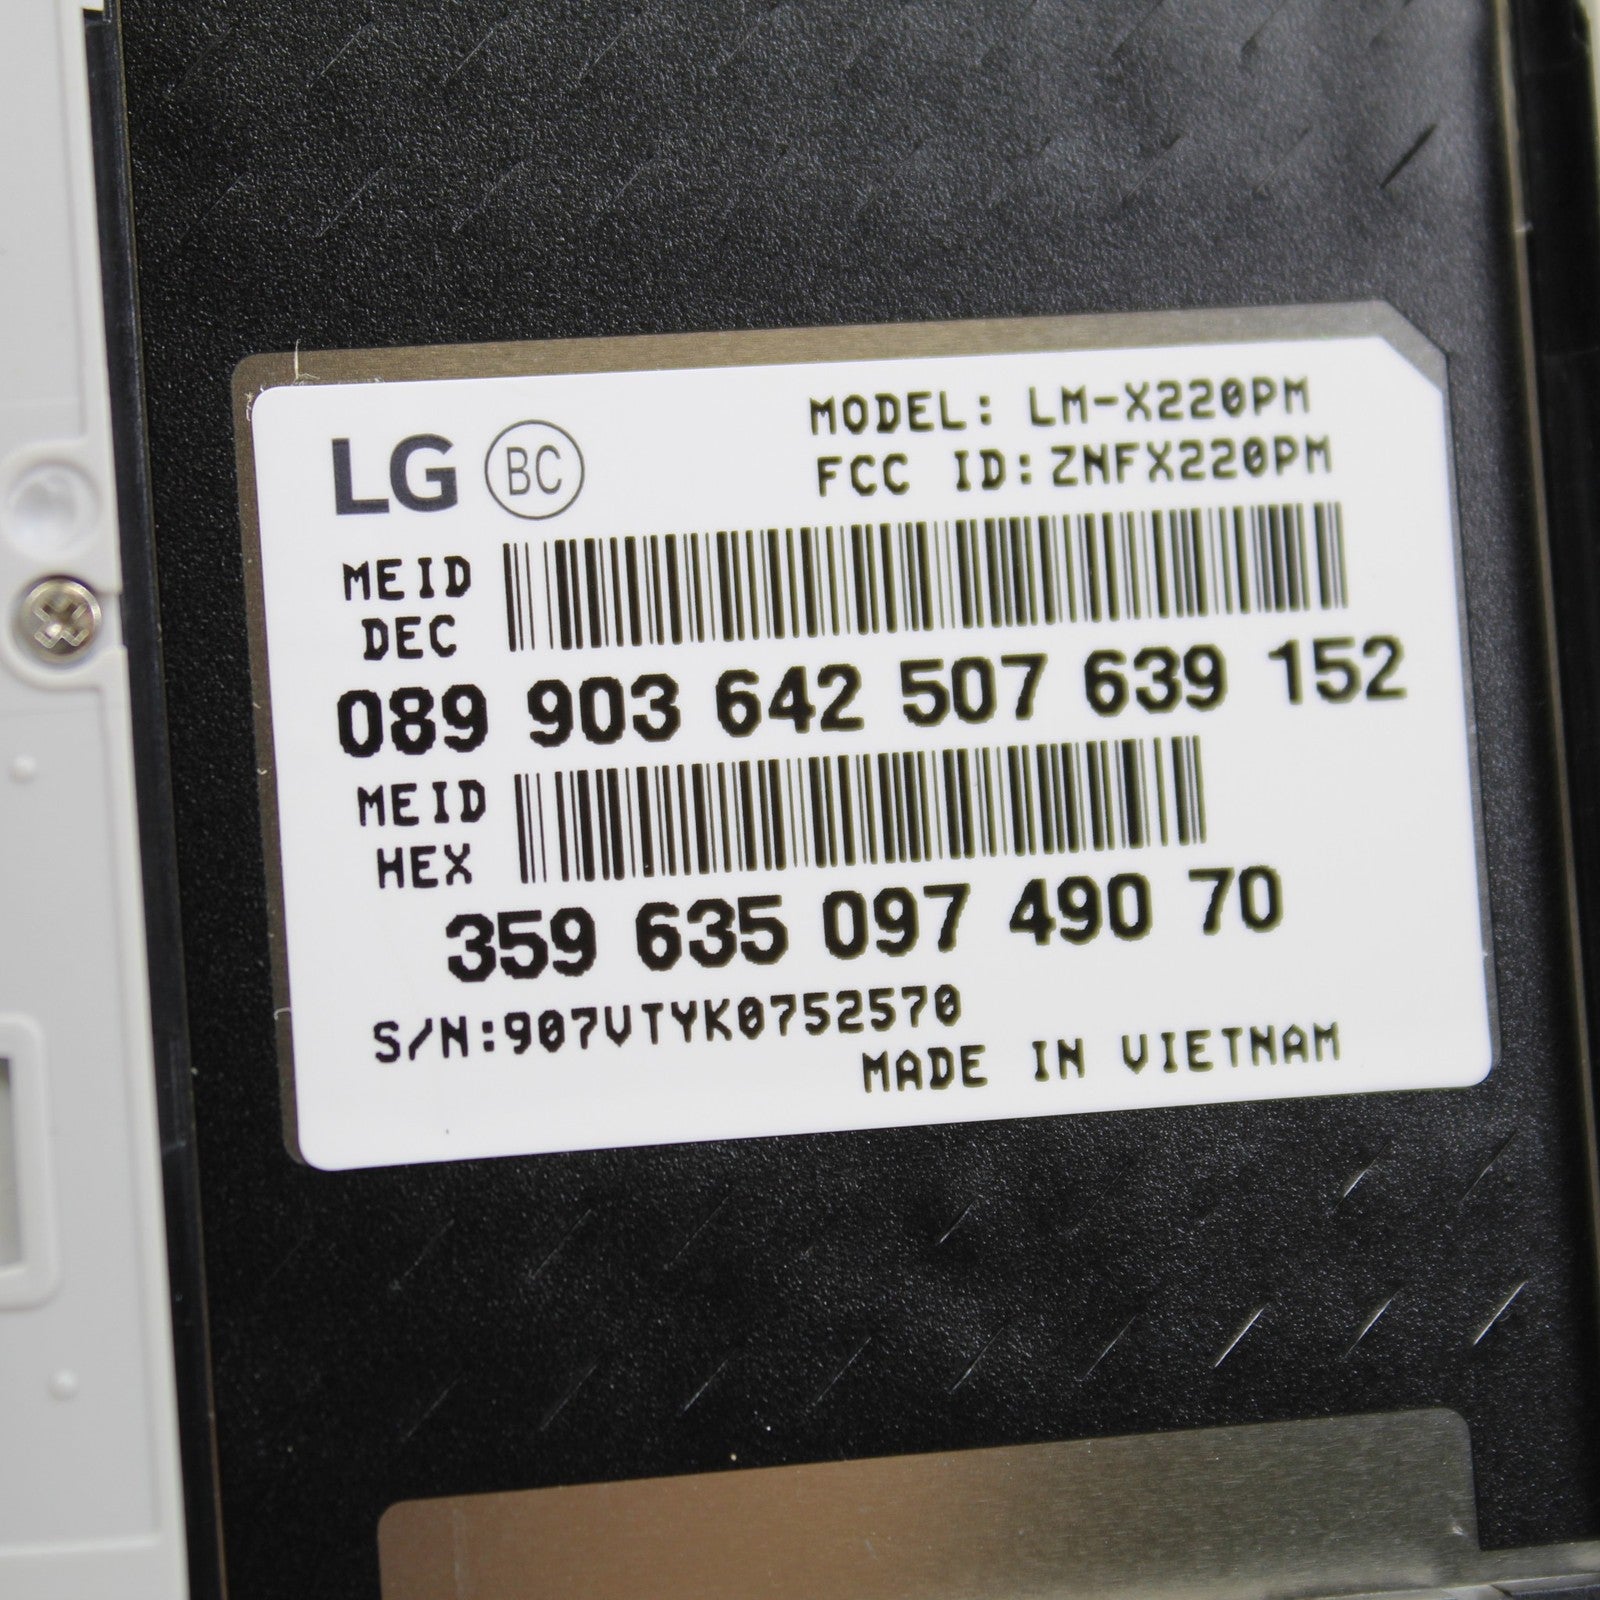 LG BC
MODEL: LM-X220PM
FCC ID:ZNFX220PM
MEID
DEC
089 903 642 507 639 152
MEID
HEX
359 635 097 490 70
S/N:907VTYK0752570
MADE IN VIETNAM